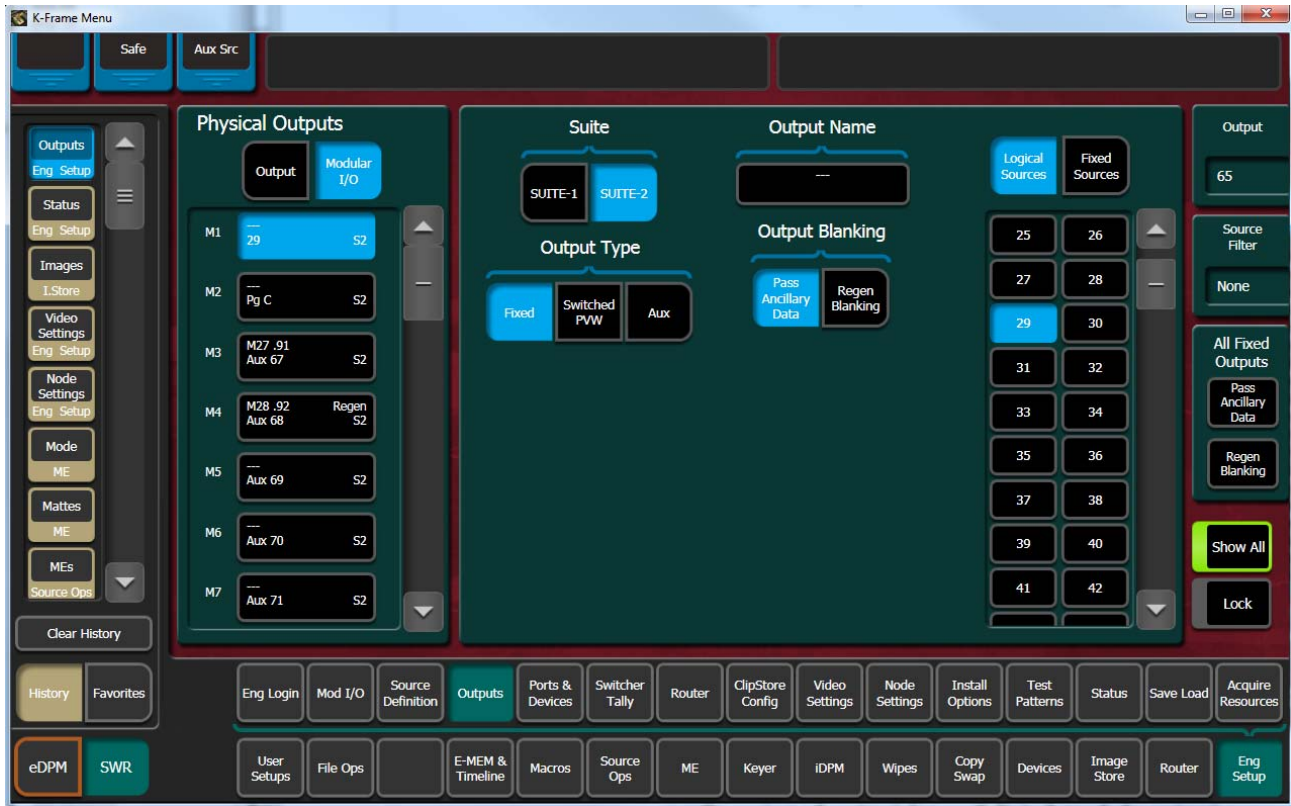 K-Frame Menu
Safe
Aux Src
Outputs
Eng Setup
Status
Eng Setup
Images
I.Store
Video
Settings
Eng Setup
Node
Settings
Eng Setup
Mode
ME
Mattes
ME
MEs
Source Ops
Clear History
History
Favorites
eDPM
SWR
Physical Outputs
Output
Modular
I/O
M1
---
29 S2
M2
---
Pg C S2
M3
M27 .91
Aux 67 S2
M4
M28 .92 Regen
Aux 68 S2
M5
---
Aux 69 S2
M6
---
Aux 70 S2
M7
---
Aux 71 S2
Suite
SUITE-1
SUITE-2
Output Type
Fixed
Switched
PVW
Aux
Output Name
---
Output Blanking
Pass
Ancillary
Data
Regen
Blanking
Logical
Sources
Fixed
Sources
25 26
27 28
29 30
31 32
33 34
35 36
37 38
39 40
41 42
Output
65
Source
Filter
None
All Fixed
Outputs
Pass
Ancillary
Data
Regen
Blanking
Show All
Lock
Eng Login
Mod I/O
Source
Definition
Outputs
Ports &
Devices
Switcher
Tally
Router
ClipStore
Config
Video
Settings
Node
Settings
Install
Options
Test
Patterns
Status
Save Load
Acquire
Resources
User
Setups
File Ops
E-MEM &
Timeline
Macros
Source
Ops
ME
Keyer
iDPM
Wipes
Copy
Swap
Devices
Image
Store
Router
Eng
Setup